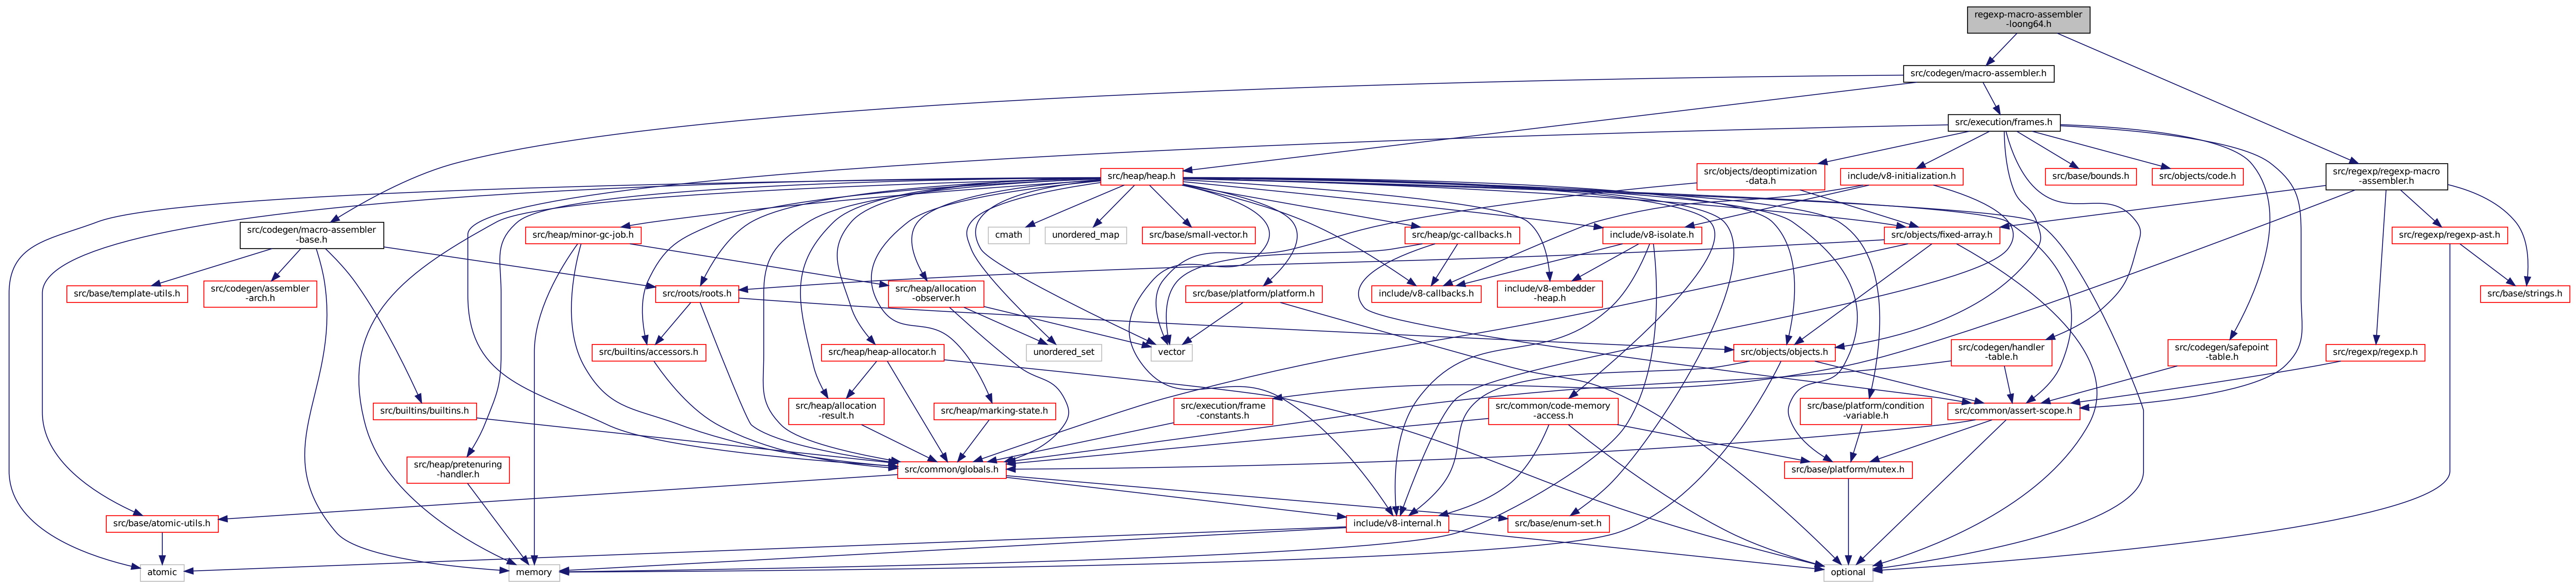 regexp-macro-assembler
-loong64.h
src/codegen/macro-assembler.h
src/execution/frames.h
src/heap/heap.h
src/objects/deoptimization
-data.h
include/v8-initialization.h
src/base/bounds.h
src/objects/code.h
src/regexp/regexp-macro
-assembler.h
src/codegen/macro-assembler
-base.h
src/heap/minor-gc-job.h
cmath
unordered_map
src/base/small-vector.h
src/heap/gc-callbacks.h
include/v8-isolate.h
src/objects/fixed-array.h
src/regexp/regexp-ast.h
src/base/template-utils.h
src/codegen/assembler
-arch.h
src/roots/roots.h
src/heap/allocation
-observer.h
src/base/platform/platform.h
include/v8-callbacks.h
include/v8-embedder
-heap.h
src/base/strings.h
src/builtins/accessors.h
src/heap/heap-allocator.h
unordered_set
vector
src/objects/objects.h
src/codegen/handler
-table.h
src/codegen/safepoint
-table.h
src/regexp/regexp.h
src/builtins/builtins.h
src/heap/allocation
-result.h
src/heap/marking-state.h
src/execution/frame
-constants.h
src/common/code-memory
-access.h
src/base/platform/condition
-variable.h
src/common/assert-scope.h
src/heap/pretenuring
-handler.h
src/common/globals.h
src/base/platform/mutex.h
src/base/atomic-utils.h
include/v8-internal.h
src/base/enum-set.h
atomic
memory
optional